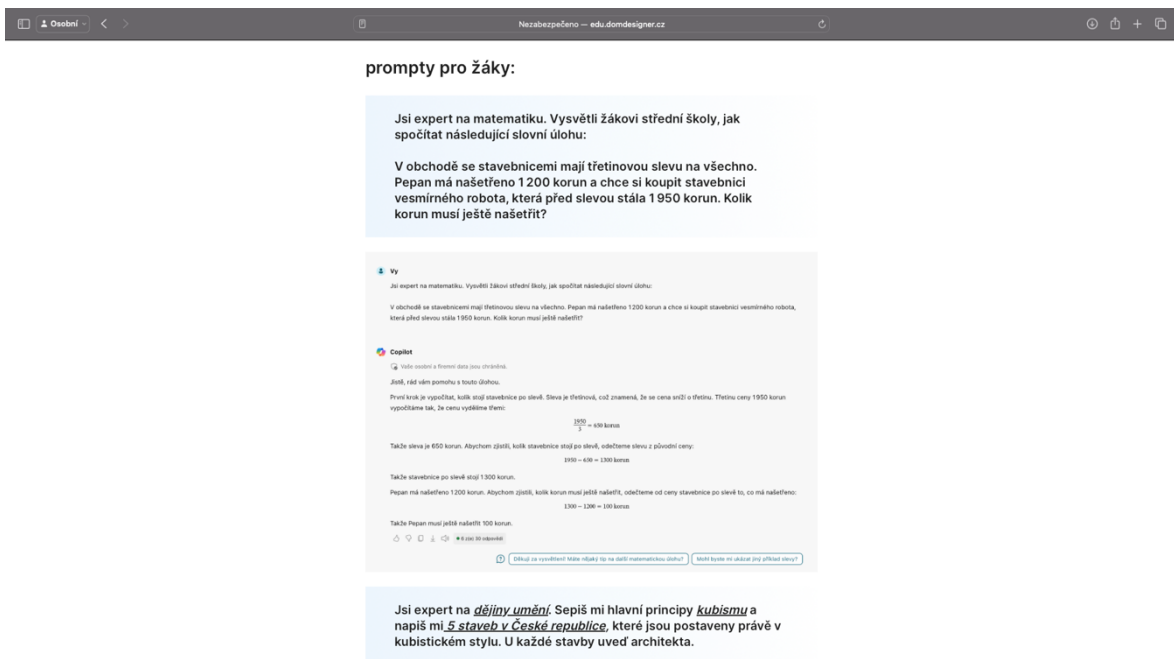 Osobní
Nezabezpečeno — edu.domdesigner.cz
prompty pro žáky:
Jsi expert na matematiku. Vysvětli žákovi střední školy, jak
spočítat následující slovní úlohu:
V obchodě se stavebnicemi mají třetinovou slevu na všechno.
Pepan má našetřeno 1 200 korun a chce si koupit stavebnici
vesmírného robota, která před slevou stála 1 950 korun. Kolik
korun musí ještě našetřit?
Vy
Jsi expert na matematiku. Vysvětli žákovi střední školy, jak spočítat následující slovní úlohu:
V obchodě se stavebnicemi mají třetinovou slevu na všechno. Pepan má našetřeno 1 200 korun a chce si koupit stavebnici vesmírného robota,
která před slevou stála 1 950 korun. Kolik korun musí ještě našetřit?
Copilot
Vaše osobní a firemní data jsou chráněná.
Jistě, rád vám pomohu s touto úlohou.
První krok je vypočítat, kolik stojí stavebnice po slevě. Sleva je třetinová, což znamená, že se cena sníží o třetinu. Třetinu ceny 1950 korun
vypočítáme tak, že cenu vydělíme třemi:
1950/3 = 650 korun
Takže sleva je 650 korun. Abychom zjistili, kolik stavebnice stojí po slevě, odečteme slevu z původní ceny:
1950 − 650 = 1300 korun
Takže stavebnice po slevě stojí 1300 korun.
Pepan má našetřeno 1200 korun. Abychom zjistili, kolik korun musí ještě našetřit, odečteme od ceny stavebnice po slevě to, co má našetřeno:
1300 − 1200 = 100 korun
Takže Pepan musí ještě našetřit 100 korun.
6 z(ze) 30 odpovědí
Děkuji za vysvětlení! Máte nějaký tip na další matematickou úlohu?
Mohl byste mi ukázat jiný příklad slevy?
Jsi expert na dějiny umění. Sepiš mi hlavní principy kubismu a
napiš mi 5 staveb v České republice, které jsou postaveny právě v
kubistickém stylu. U každé stavby uveď architekta.